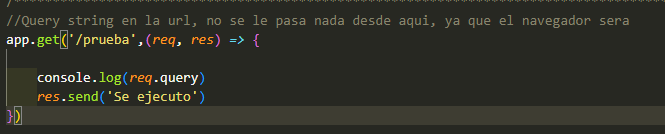 //Query string en la url, no se le pasa nada desde aqui, ya que el navegador sera
app.get('/prueba',(req, res) => {
console.log(req.query)
res.send('Se ejecuto')
})